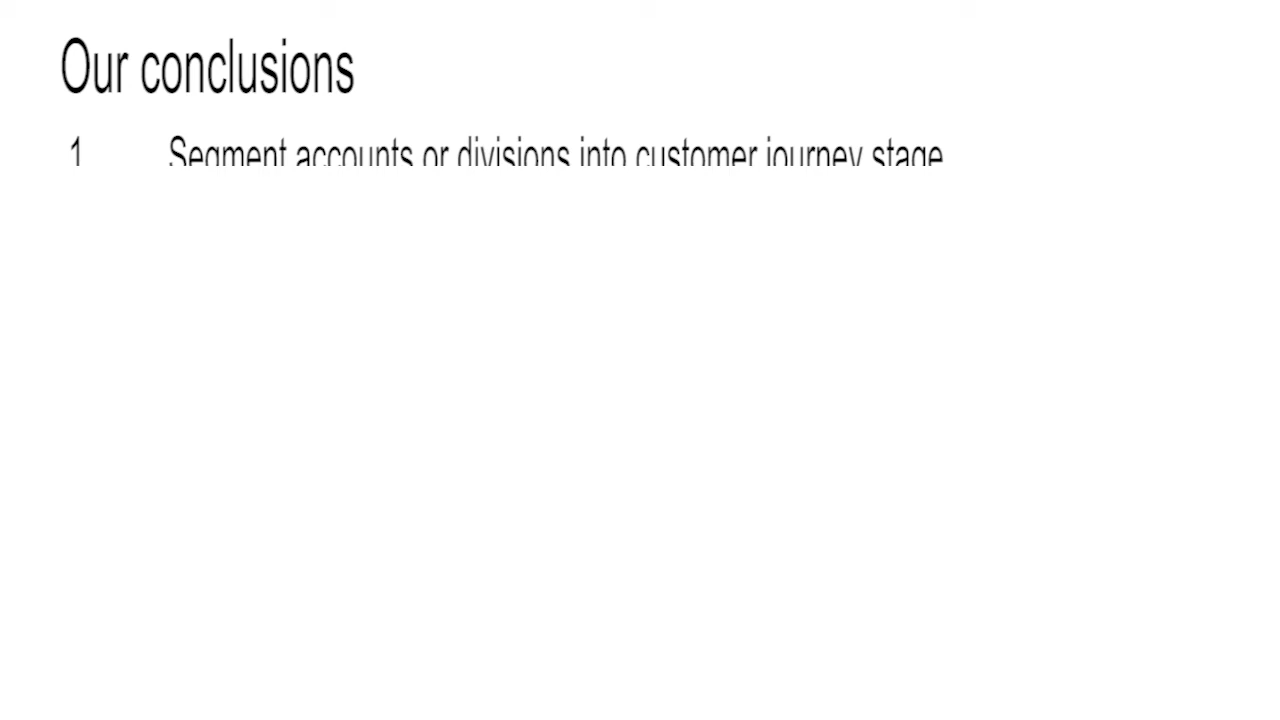 Our conclusions
1 Segment accounts or divisions into customer journey stage